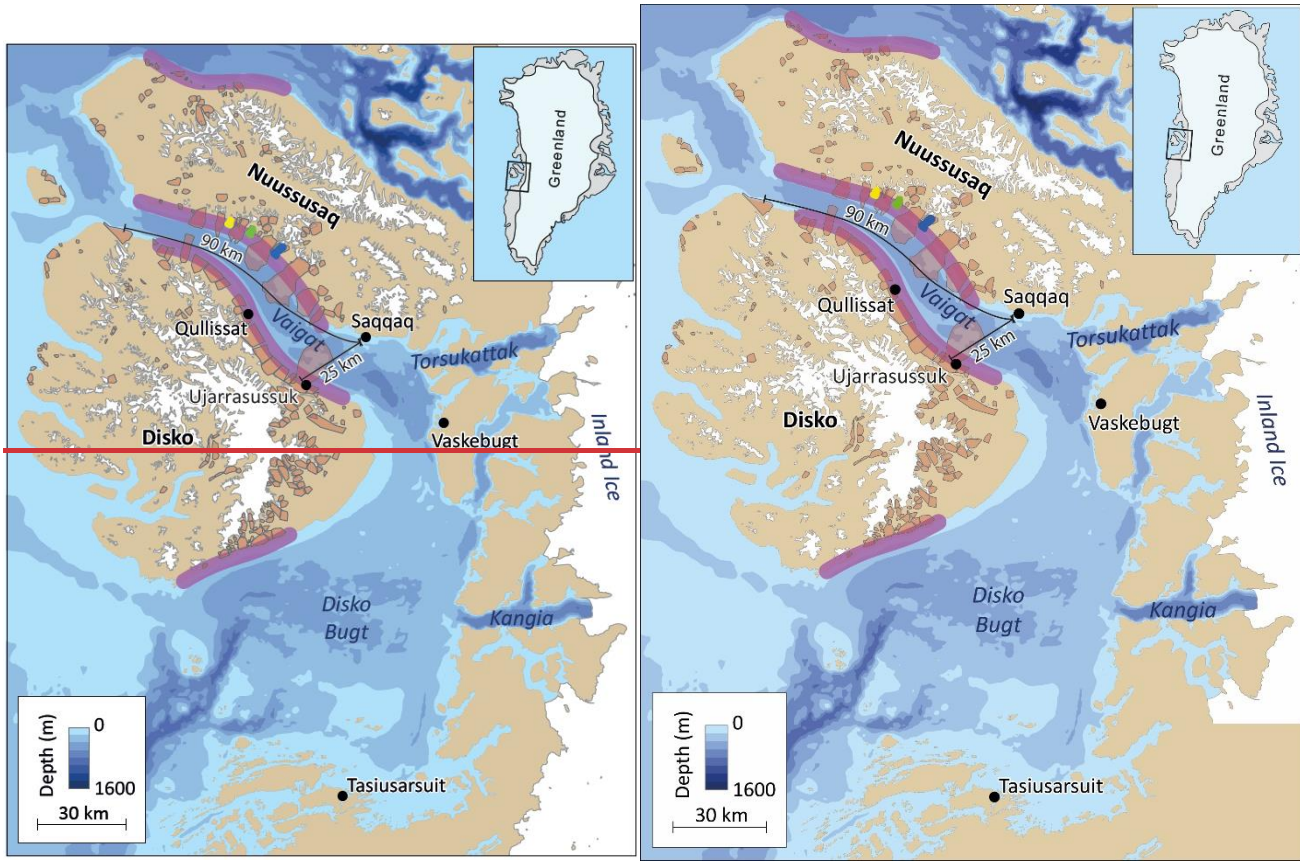 Greenland
Nuussusaq
90 km
Qullissat
Vaigat
Saqqaq
Torsukattak
25 km
Ujarrasussuk
Disko
Vaskebugt
Inland Ice
Disko
Bugt
Kangia
Depth (m)
0
1600
30 km
Tasiusarsuit
Greenland
Nuussusaq
90 km
Qullissat
Vaigat
Saqqaq
Torsukattak
25 km
Ujarrasussuk
Disko
Vaskebugt
Inland Ice
Disko
Bugt
Kangia
Depth (m)
0
1600
30 km
Tasiusarsuit